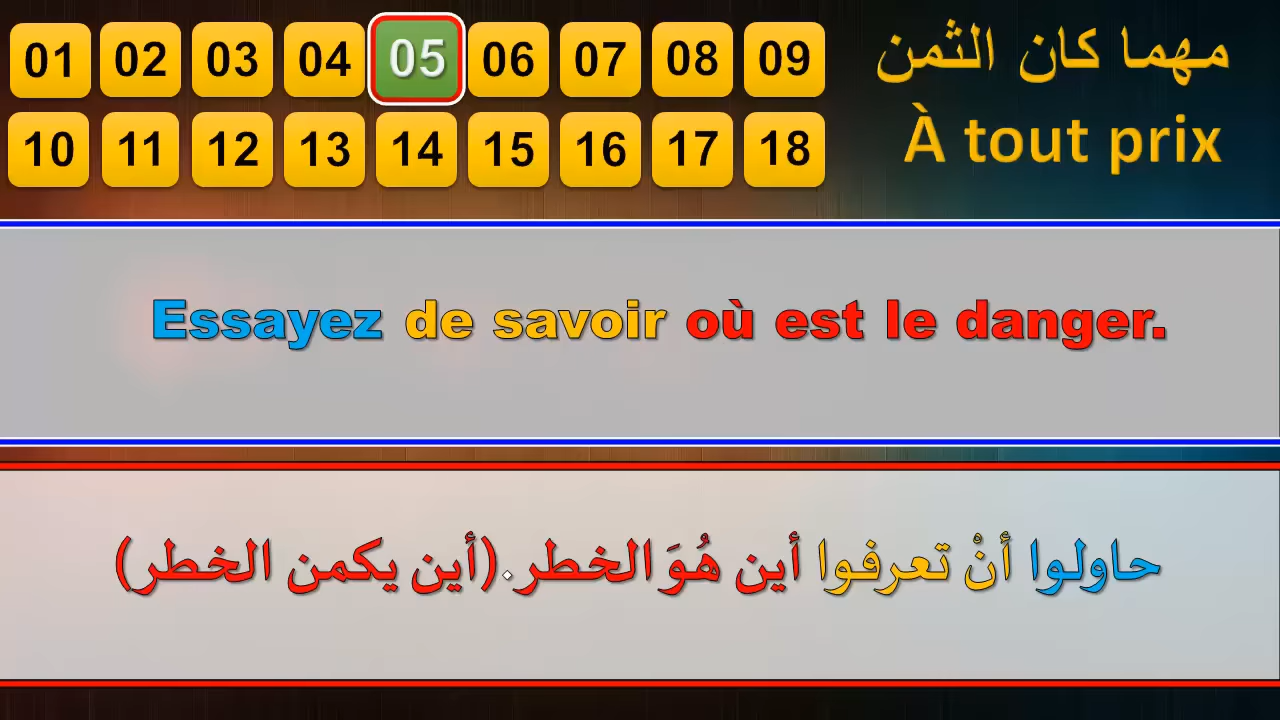 01 02 03 04 05 06 07 08 09
10 11 12 13 14 15 16 17 18
مهما كان الثمن
À tout prix
Essayez de savoir où est le danger.
حاولوا أنْ تعرفوا أين هُوَ الخطر.(أين يكمن الخطر)